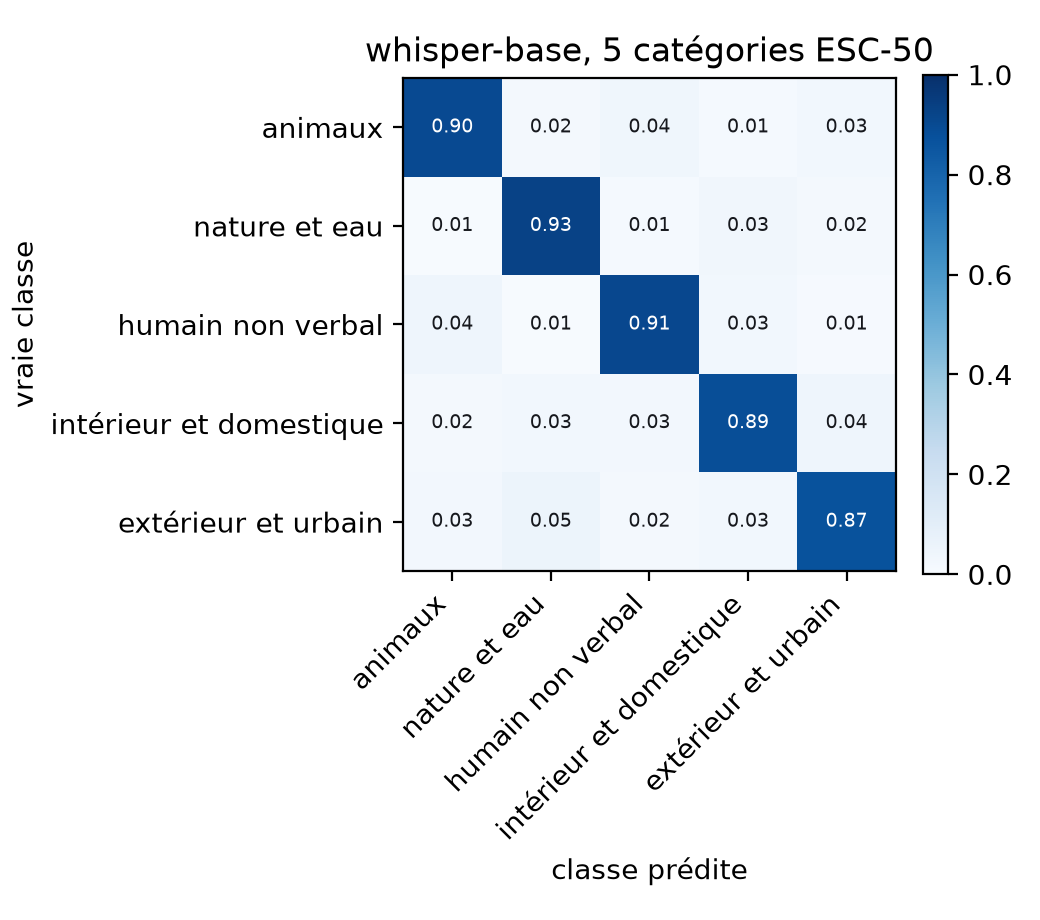 whisper-base, 5 catégories ESC-50
vraie classe
animaux 0.90 0.02 0.04 0.01 0.03
nature et eau 0.01 0.93 0.01 0.03 0.02
humain non verbal 0.04 0.01 0.91 0.03 0.01
intérieur et domestique 0.02 0.03 0.03 0.89 0.04
extérieur et urbain 0.03 0.05 0.02 0.03 0.87
animaux
nature et eau
humain non verbal
intérieur et domestique
extérieur et urbain
classe prédite
1.0
0.8
0.6
0.4
0.2
0.0